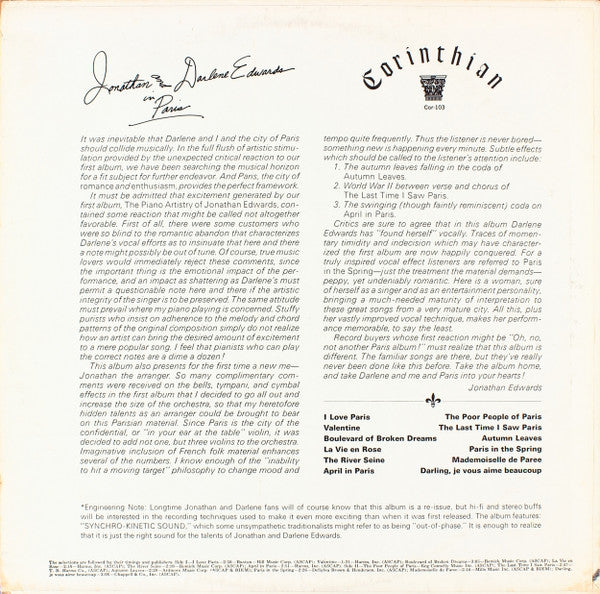 Jonathan and Darlene Edwards
in
Paris
Corinthian
Cor-103
It was inevitable that Darlene and I and the city of Paris
should collide musically. In the full flush of artistic stimu-
lation provided by the unexpected critical reaction to our
first album, we have been searching the musical horizon
for a fit subject for further endeavor. And Paris, the city of
romance and enthusiasm, provides the perfect framework.
It must be admitted that excitement generated by our
first album, The Piano Artistry of Jonathan Edwards, con-
tained some reaction that might be called not altogether
favorable. First of all, there were some customers who
were so blind to the romantic abandon that characterizes
Darlene's vocal efforts as to insinuate that here and there
a note might possibly be out of tune. Of course, true music
lovers would immediately reject these comments, since
the important thing is the emotional impact of the per-
formance, and an impact as shattering as Darlene's must
permit a questionable note here and there if the artistic
integrity of the singer is to be preserved. The same attitude
must prevail where my piano playing is concerned. Stuffy
purists who insist on adherence to the melody and chord
patterns of the original composition simply do not realize
how an artist can bring the desired amount of excitement
to a mere popular song. I feel that pianists who can play
the correct notes are a dime a dozen!
This album also presents for the first time a new me—
Jonathan the arranger. So many complimentary com-
ments were received on the bells, tympani, and cymbal
effects in the first album that I decided to go all out and
increase the size of the orchestra, so that my heretofore
hidden talents as an arranger could be brought to bear
on this Parisian material. Since Paris is the city of the
confidential, or "in your ear at the table" violin, it was
decided to add not one, but three violins to the orchestra.
Imaginative inclusion of French folk material enhances
several of the numbers. I know enough of the "inability
to hit a moving target" philosophy to change mood and
tempo quite frequently. Thus the listener is never bored—
something new is happening every minute. Subtle effects
which should be called to the listener's attention include:
1. The autumn leaves falling in the coda of
Autumn Leaves.
2. World War II between verse and chorus of
The Last Time I Saw Paris.
3. The swinging (though faintly reminiscent) coda on
April in Paris.
Critics are sure to agree that in this album Darlene
Edwards has "found herself" vocally. Traces of momen-
tary timidity and indecision which may have character-
ized the first album are now happily conquered. For a
truly inspired vocal effect listeners are referred to Paris
in the Spring—just the treatment the material demands—
peppy, yet undeniably romantic. Here is a woman, sure
of herself as a singer and as an entertainment personality,
bringing a much-needed maturity of interpretation to
these great songs from a very mature city. All this, plus
her vastly improved vocal technique, makes her perform-
ance memorable, to say the least.
Record buyers whose first reaction might be "Oh, no,
not another Paris album!" must realize that this album is
different. The familiar songs are there, but they've really
never been done like this before. Take the album home,
and take Darlene and me and Paris into your hearts!
Jonathan Edwards
I Love Paris The Poor People of Paris
Valentine The Last Time I Saw Paris
Boulevard of Broken Dreams Autumn Leaves
La Vie en Rose Paris in the Spring
The River Seine Mademoiselle de Paree
April in Paris Darling, je vous aime beaucoup
*Engineering Note: Longtime Jonathan and Darlene fans will of course know that this album is a re-issue, but hi-fi and stereo buffs
will be interested in the recording techniques used to make it even more exciting than when it was first released. The album features:
"SYNCHRO-KINETIC SOUND," which some unsympathetic traditionalists might refer to as being "out-of-phase." It is enough to realize
that it is just the right sound for the talents of Jonathan and Darlene Edwards.
The selections are followed by their timings and publishers: Side I—I Love Paris